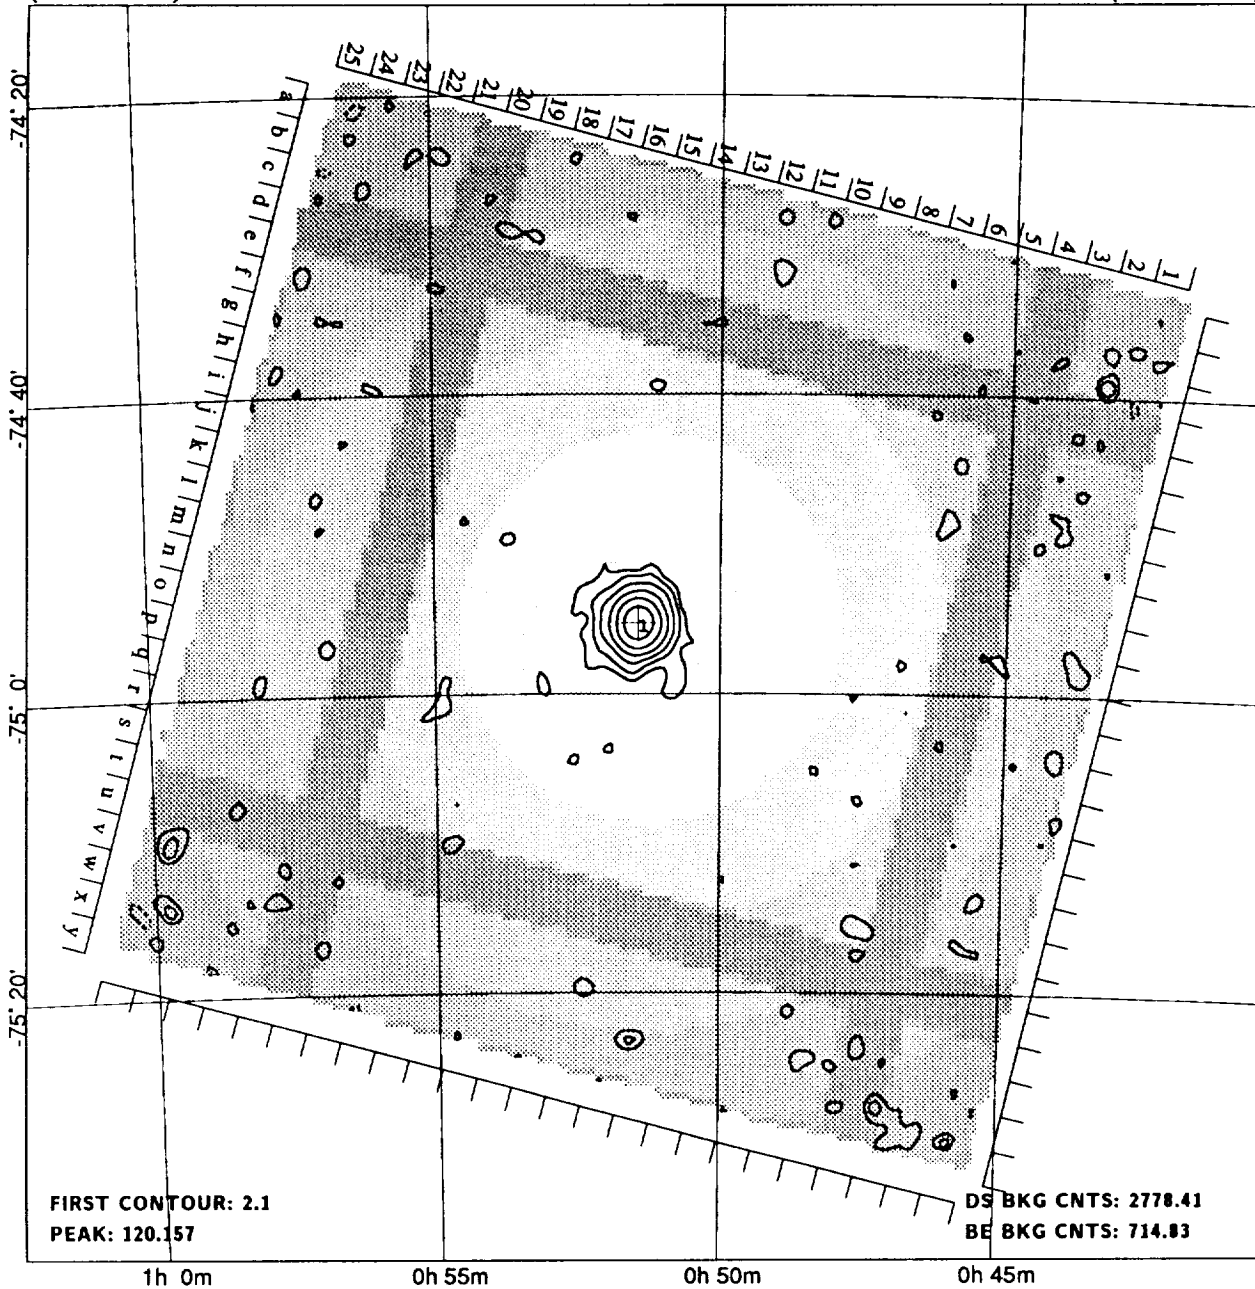 25 24 23 22 21 20 19 18 17 16 15 14 13 12 11 10 9 8 7 6 5 4 3 2 1
a b c d e f g h i j k l m n o p q r s t u v w x y
-74° 20'
-74° 40'
-75° 0'
-75° 20'
1
FIRST CONTOUR: 2.1
PEAK: 120.157
DS BKG CNTS: 2778.41
BE BKG CNTS: 714.83
1h 0m
0h 55m
0h 50m
0h 45m